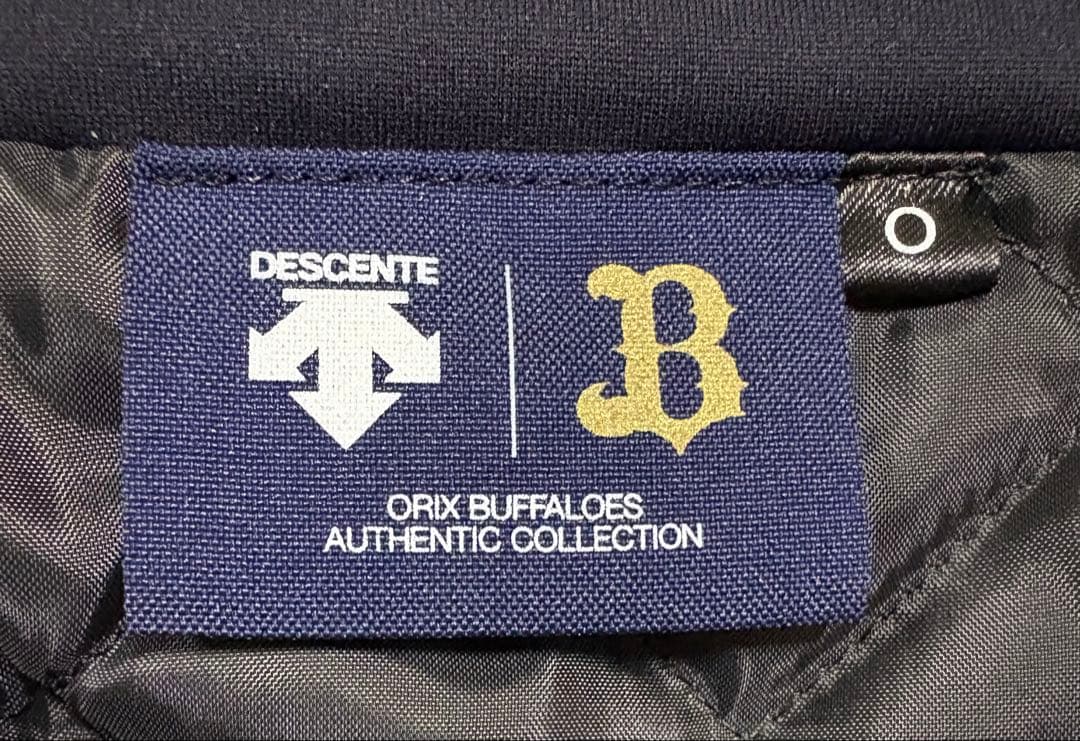 DESCENTE
B
O
ORIX BUFFALOES
AUTHENTIC COLLECTION